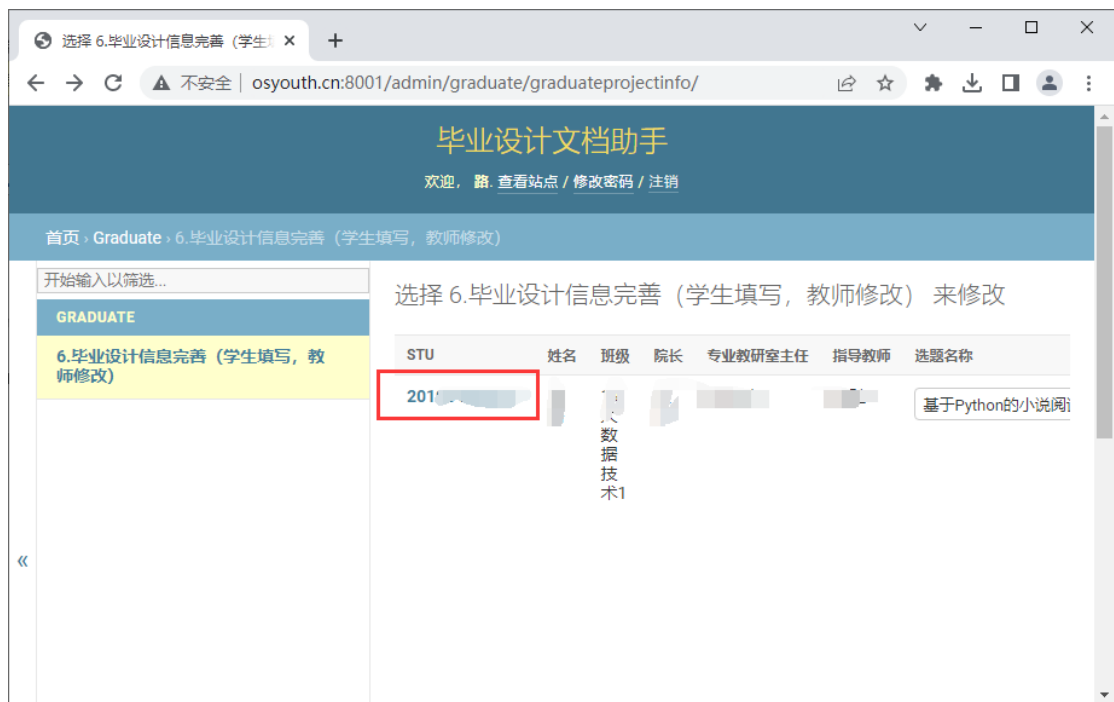 选择 6.毕业设计信息完善（学生
不安全 | osyouth.cn:8001/admin/graduate/graduateprojectinfo/
毕业设计文档助手
欢迎， 路. 查看站点 / 修改密码 / 注销
首页 › Graduate › 6.毕业设计信息完善（学生填写，教师修改）
开始输入以筛选...
选择 6.毕业设计信息完善（学生填写，教师修改） 来修改
GRADUATE
6.毕业设计信息完善（学生填写，教
师修改）
STU 姓名 班级 院长 专业教研室主任 指导教师 选题名称
201
基于Python的小说阅
数
据
技
术1
«